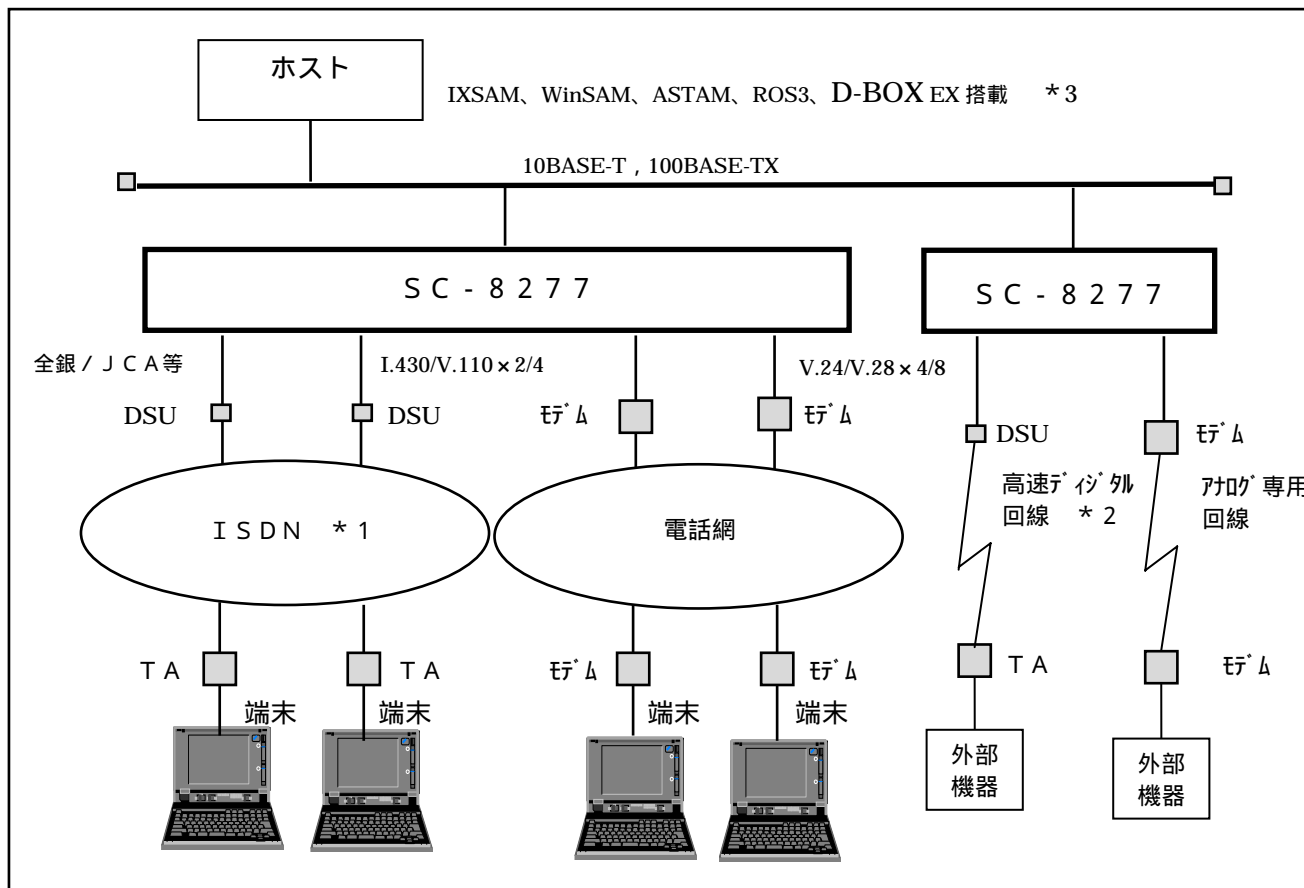 ホスト
IXSAM、WinSAM、ASTAM、ROS3、D-BOX EX 搭載 *3
10BASE-T , 100BASE-TX
SC-8277
SC-8277
全銀/JCA等
I.430/V.110×2/4
V.24/V.28×4/8
DSU
DSU
ﾓﾃﾞﾑ
ﾓﾃﾞﾑ
DSU
ﾓﾃﾞﾑ
ISDN *1
電話網
高速ﾃﾞｨｼﾞﾀﾙ
回線 *2
ｱﾅﾛｸﾞ専用
回線
TA
TA
ﾓﾃﾞﾑ
ﾓﾃﾞﾑ
TA
ﾓﾃﾞﾑ
端末
端末
端末
端末
外部
機器
外部
機器